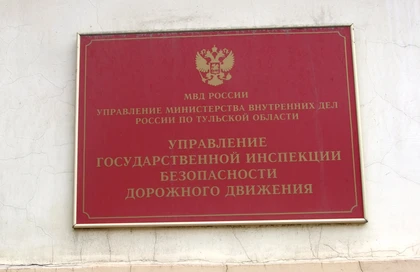 МВД РОССИИ
УПРАВЛЕНИЕ МИНИСТЕРСТВА ВНУТРЕННИХ ДЕЛ
РОССИИ ПО ТУЛЬСКОЙ ОБЛАСТИ
УПРАВЛЕНИЕ
ГОСУДАРСТВЕННОЙ ИНСПЕКЦИИ
БЕЗОПАСНОСТИ
ДОРОЖНОГО ДВИЖЕНИЯ